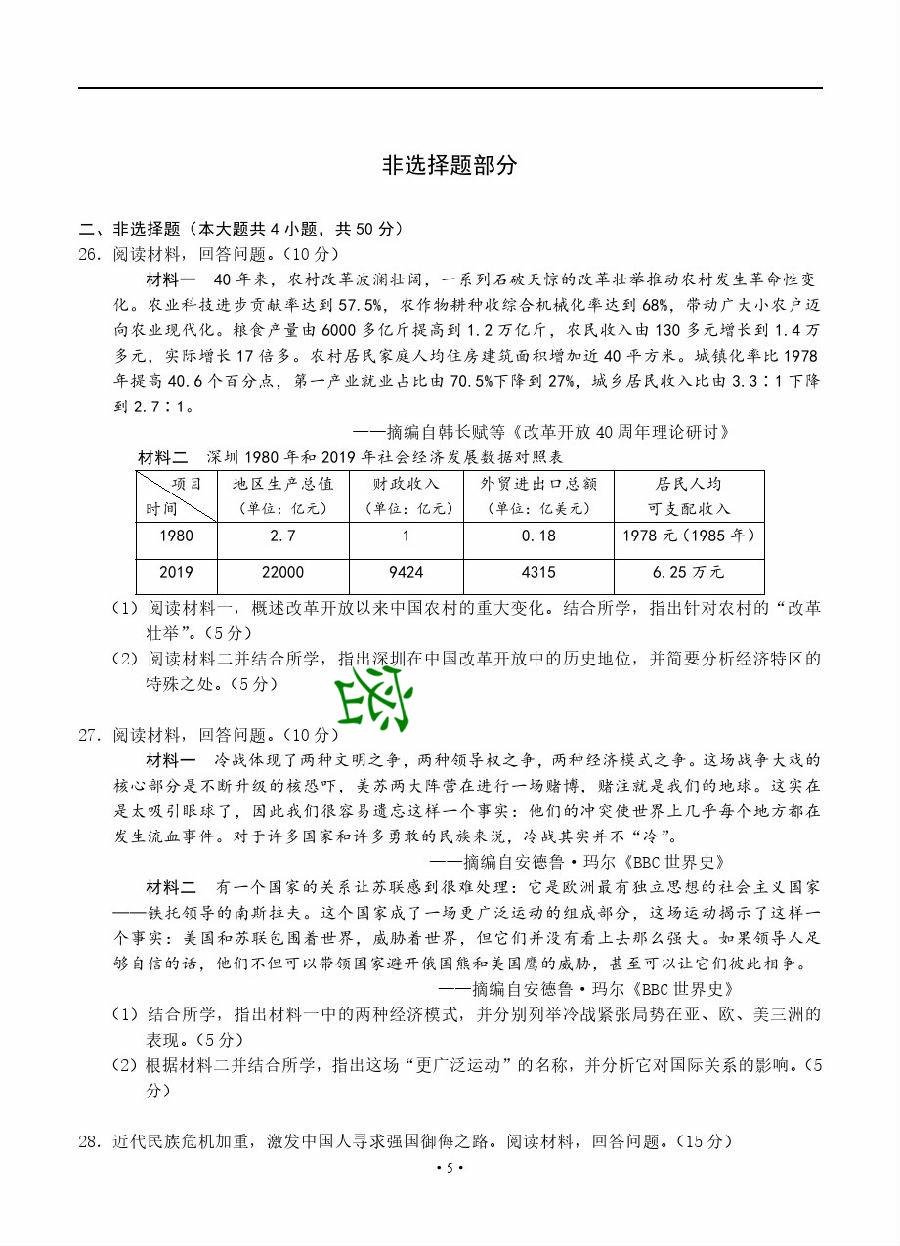 非选择题部分
二、非选择题（本大题共 4 小题，共 50 分）
26．阅读材料，回答问题。（10 分）
材料一 40 年来，农村改革波澜壮阔，一系列石破天惊的改革壮举推动农村发生革命性变
化。农业科技进步贡献率达到 57.5%，农作物耕种收综合机械化率达到 68%，带动广大小农户迈
向农业现代化。粮食产量由 6000 多亿斤提高到 1.2 万亿斤，农民收入由 130 多元增长到 1.4 万
多元，实际增长 17 倍多。农村居民家庭人均住房建筑面积增加近 40 平方米。城镇化率比 1978
年提高 40.6 个百分点，第一产业就业占比由 70.5%下降到 27%，城乡居民收入比由 3.3∶1 下降
到 2.7∶1。
——摘编自韩长赋等《改革开放 40 周年理论研讨》
材料二 深圳 1980 年和 2019 年社会经济发展数据对照表
项目 地区生产总值 财政收入 外贸进出口总额 居民人均
时间 （单位：亿元） （单位：亿元） （单位：亿美元） 可支配收入
1980 2.7 1 0.18 1978 元（1985 年）
2019 22000 9424 4315 6.25 万元
（1）阅读材料一，概述改革开放以来中国农村的重大变化。结合所学，指出针对农村的“改革
壮举”。（5 分）
（2）阅读材料二并结合所学，指出深圳在中国改革开放中的历史地位，并简要分析经济特区的
特殊之处。（5 分）
密
27．阅读材料，回答问题。（10 分）
材料一 冷战体现了两种文明之争，两种领导权之争，两种经济模式之争。这场战争大戏的
核心部分是不断升级的核恐吓，美苏两大阵营在进行一场赌博，赌注就是我们的地球。这实在
是太吸引眼球了，因此我们很容易遗忘这样一个事实：他们的冲突使世界上几乎每个地方都在
发生流血事件。对于许多国家和许多勇敢的民族来说，冷战其实并不“冷”。
——摘编自安德鲁·玛尔《BBC 世界史》
材料二 有一个国家的关系让苏联感到很难处理：它是欧洲最有独立思想的社会主义国家
——铁托领导的南斯拉夫。这个国家成了一场更广泛运动的组成部分，这场运动揭示了这样一
个事实：美国和苏联包围着世界，威胁着世界，但它们并没有看上去那么强大。如果领导人足
够自信的话，他们不但可以带领国家避开俄国熊和美国鹰的威胁，甚至可以让它们彼此相争。
——摘编自安德鲁·玛尔《BBC 世界史》
（1）结合所学，指出材料一中的两种经济模式，并分别列举冷战紧张局势在亚、欧、美三洲的
表现。（5 分）
（2）根据材料二并结合所学，指出这场“更广泛运动”的名称，并分析它对国际关系的影响。（5
分）
28．近代民族危机加重，激发中国人寻求强国御侮之路。阅读材料，回答问题。（15 分）
·5·